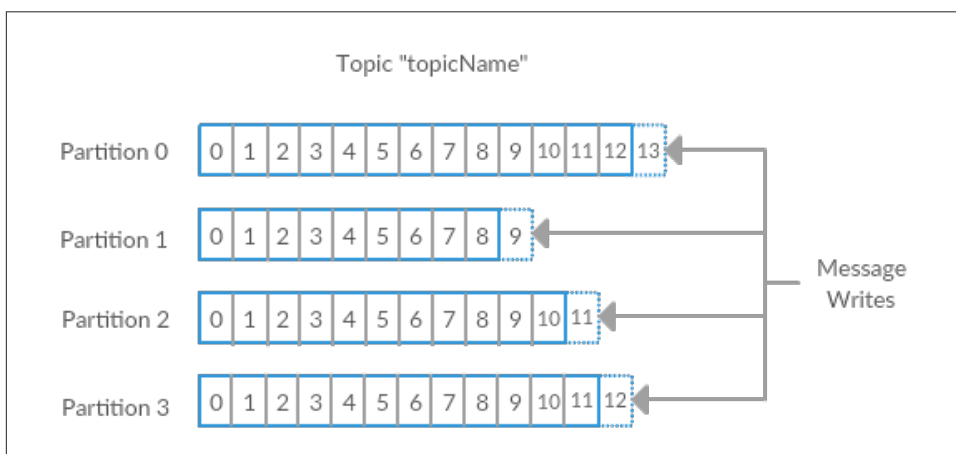 Topic "topicName"
Partition 0 0 1 2 3 4 5 6 7 8 9 10 11 12 13
Partition 1 0 1 2 3 4 5 6 7 8 9
Partition 2 0 1 2 3 4 5 6 7 8 9 10 11
Partition 3 0 1 2 3 4 5 6 7 8 9 10 11 12
Message
Writes